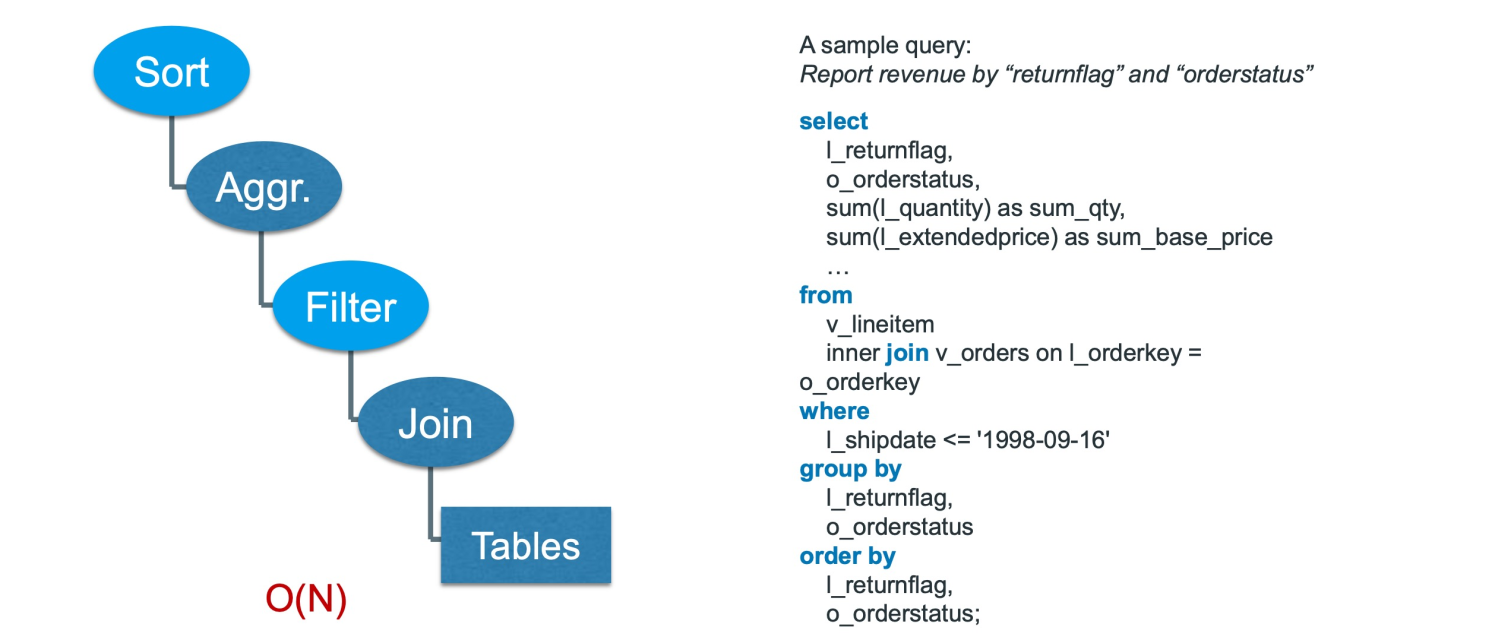 Sort
Aggr.
Filter
Join
Tables
O(N)
A sample query:
Report revenue by “returnflag” and “orderstatus”
select
l_returnflag,
o_orderstatus,
sum(l_quantity) as sum_qty,
sum(l_extendedprice) as sum_base_price
…
from
v_lineitem
inner join v_orders on l_orderkey =
o_orderkey
where
l_shipdate <= '1998-09-16'
group by
l_returnflag,
o_orderstatus
order by
l_returnflag,
o_orderstatus;